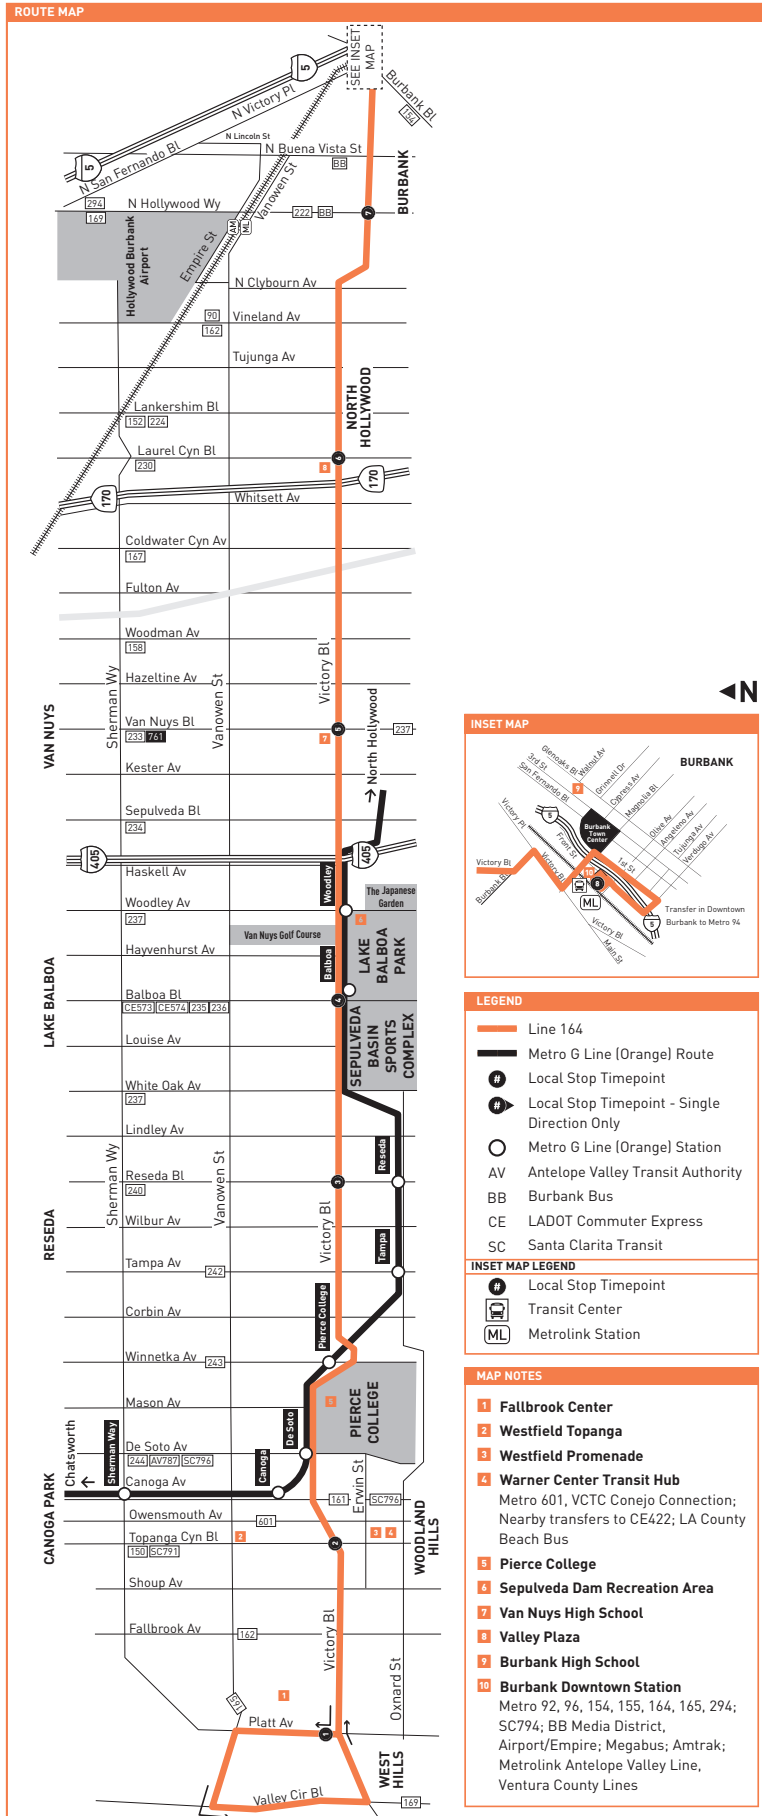 ROUTE MAP
SEE INSET
MAP
5
N Victory Pl
Burbank Bl
154
N Lincoln St
N San Fernando Bl
5
N Buena Vista St
BB
Vanowen St
BURBANK
294
N Hollywood Wy
169
222
BB
7
AM
ML
Hollywood Burbank
Airport
Empire St
N Clybourn Av
90
Vineland Av
162
Tujunga Av
NORTH
HOLLYWOOD
Lankershim Bl
152
224
Laurel Cyn Bl
230
6
8
170
170
Whitsett Av
Coldwater Cyn Av
167
Fulton Av
Woodman Av
158
Hazeltine Av
Sherman Wy
Vanowen St
Victory Bl
VAN NUYS
Van Nuys Bl
233
761
5
7
237
North Hollywood
Kester Av
Sepulveda Bl
234
405
405
Haskell Av
Woodley
Woodley Av
237
The Japanese
Garden
6
Van Nuys Golf Course
Hayvenhurst Av
Balboa
LAKE
BALBOA
PARK
LAKE BALBOA
Balboa Bl
CE573
CE574
235
236
4
Louise Av
SEPULVEDA
BASIN
SPORTS
COMPLEX
White Oak Av
237
Lindley Av
Sherman Wy
Vanowen St
Reseda
Reseda Bl
240
3
RESEDA
Wilbur Av
Victory Bl
Tampa
Tampa Av
242
Corbin Av
Pierce College
Winnetka Av
243
Mason Av
5
PIERCE
COLLEGE
Chatsworth
Sherman Way
De Soto
De Soto Av
244
AV787
SC796
Canoga
Erwin St
Canoga Av
161
SC796
CANOGA PARK
Owensmouth Av
601
Topanga Cyn Bl
150
SC791
2
2
3
4
WOODLAND
HILLS
Shoup Av
Fallbrook Av
162
Victory Bl
Oxnard St
1
165
Platt Av
1
WEST
HILLS
Valley Cir Bl
169
N
INSET MAP
BURBANK
Glenoaks Bl
3rd St
San Fernando Bl
Walnut Av
Grinnell Dr
Cypress Av
Magnolia Bl
9
Victory Pl
5
Front St
Burbank
Town
Center
Olive Av
Angeleno Av
Tujunga Av
Verdugo Av
1st St
Victory Bl
Victory Bl
10
8
ML
Transfer in Downtown
Burbank to Metro 94
5
Victory Bl
Main St
LEGEND
Line 164
Metro G Line (Orange) Route
# Local Stop Timepoint
# Local Stop Timepoint - Single
Direction Only
Metro G Line (Orange) Station
AV Antelope Valley Transit Authority
BB Burbank Bus
CE LADOT Commuter Express
SC Santa Clarita Transit
INSET MAP LEGEND
# Local Stop Timepoint
Transit Center
ML Metrolink Station
MAP NOTES
1 Fallbrook Center
2 Westfield Topanga
3 Westfield Promenade
4 Warner Center Transit Hub
Metro 601, VCTC Conejo Connection;
Nearby transfers to CE422; LA County
Beach Bus
5 Pierce College
6 Sepulveda Dam Recreation Area
7 Van Nuys High School
8 Valley Plaza
9 Burbank High School
10 Burbank Downtown Station
Metro 92, 96, 154, 155, 164, 165, 294;
SC794; BB Media District,
Airport/Empire; Megabus; Amtrak;
Metrolink Antelope Valley Line,
Ventura County Lines